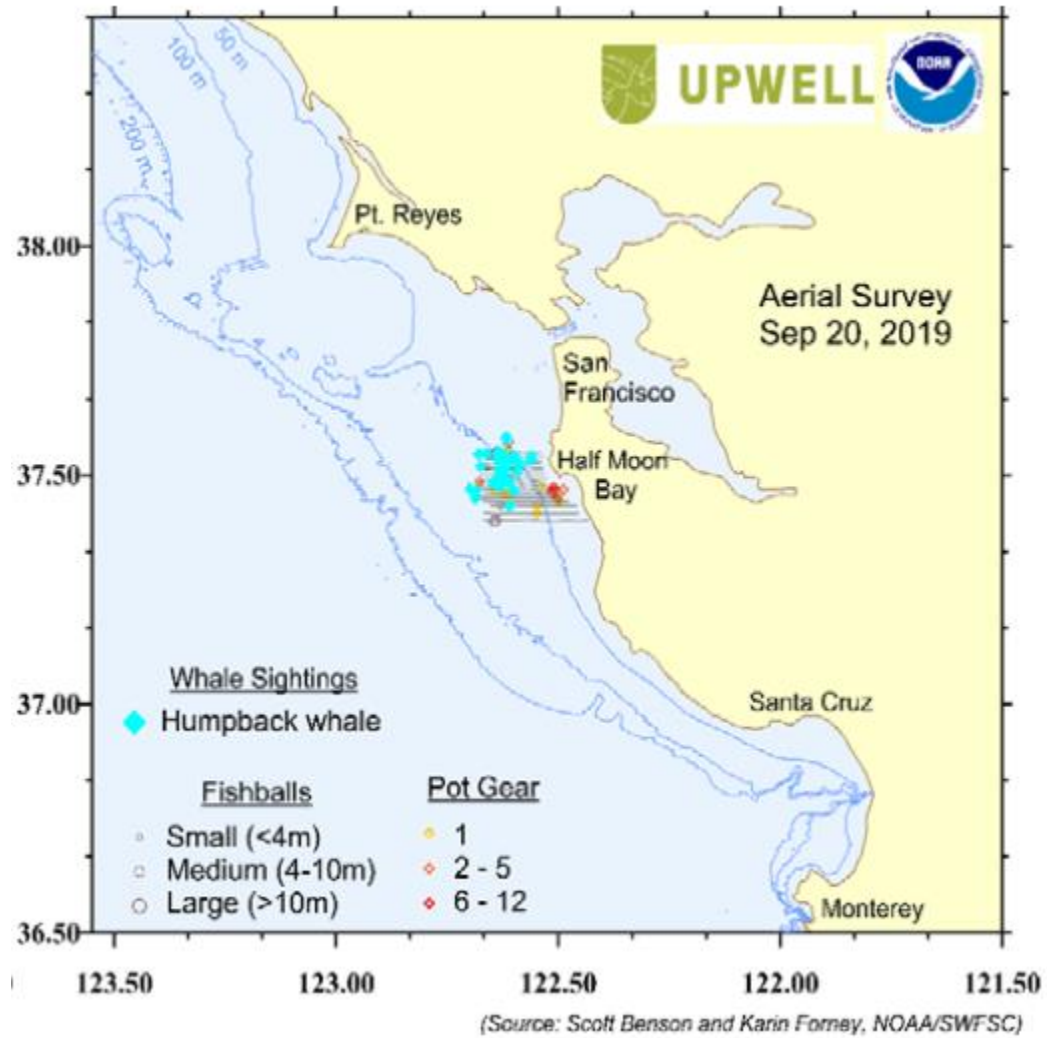 50 m
100 m
200 m
UPWELL
NOAA
Pt. Reyes
38.00
Aerial Survey
Sep 20, 2019
San
Francisco
Half Moon
Bay
37.50
Whale Sightings
Humpback whale
37.00
Santa Cruz
Fishballs
Small (<4m)
Medium (4-10m)
Large (>10m)
Pot Gear
1
2 - 5
6 - 12
Monterey
36.50
123.50
123.00
122.50
122.00
121.50
(Source: Scott Benson and Karin Forney, NOAA/SWFSC)